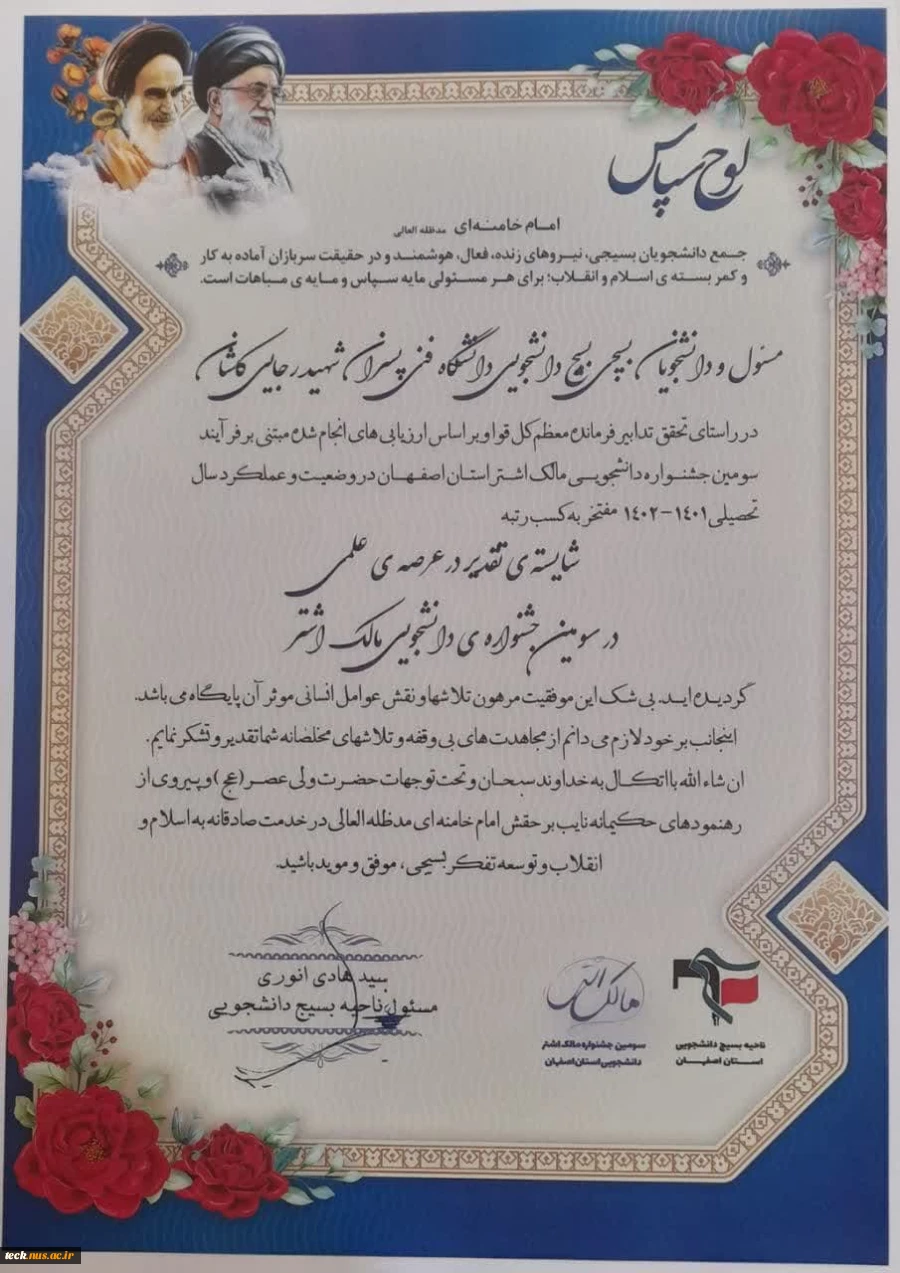 لوح سپاس
امام خامنه‌ای مدظله العالی
جمع دانشجویان بسیجی، نیروهای زنده، فعال، هوشمند و در حقیقت سربازان آماده به کار
و کمر بسته ی اسلام و انقلاب؛ برای هر مسئولی مایه سپاس و مایه ی مباهات است.
مسئول و دانشجویان بسیجی بسیج دانشجویی دانشگاه فنی پسران شهید رجایی کاشان
در راستای تحقق تدابیر فرمانده معظم کل قوا و بر اساس ارزیابی های انجام شده مبتنی بر فرآیند
سومین جشنواره دانشجویی مالک اشتر استان اصفهان در وضعیت و عملکرد سال
تحصیلی ۱۴۰۱-۱۴۰۲ مفتخر به کسب رتبه
شایسته ی تقدیر در عرصه ی علمی
در سومین جشنواره ی دانشجویی مالک اشتر
گردیده اید. بی شک این موفقیت مرهون تلاشها و نقش عوامل انسانی موثر آن پایگاه می باشد.
اینجانب بر خود لازم می دانم از مجاهدت های بی وقفه و تلاشهای مخلصانه شما تقدیر و تشکر نمایم.
ان شاء الله با اتکال به خداوند سبحان و تحت توجهات حضرت ولی عصر (عج) و پیروی از
رهنمودهای حکیمانه نایب بر حقش امام خامنه ای مدظله العالی در خدمت صادقانه به اسلام و
انقلاب و توسعه تفکر بسیجی، موفق و موید باشید.
سید هادی انوری
مسئول ناحیه بسیج دانشجویی
مالک اشتر
سومین جشنواره مالک اشتر
دانشجویی استان اصفهان
ناحیه بسیج دانشجویی
استان اصفهان
teck.nus.ac.ir